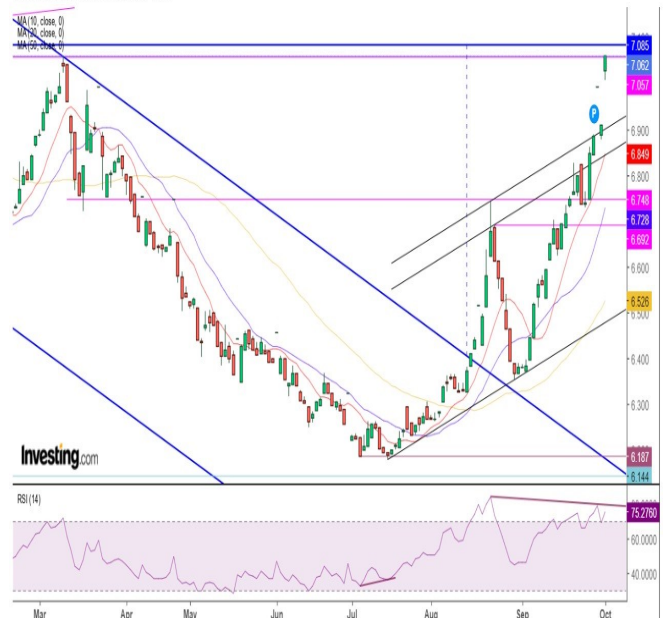 MA (10, close, 0)
MA (20, close, 0)
MA (50, close, 0)
7.085
7.062
7.057
6.900
6.849
6.800
6.748
6.728
6.692
6.600
6.526
6.500
6.400
6.300
6.187
6.144
P
Investing.com
RSI (14)
75.2760
60.0000
40.0000
Mar Apr May Jun Jul Aug Sep Oct